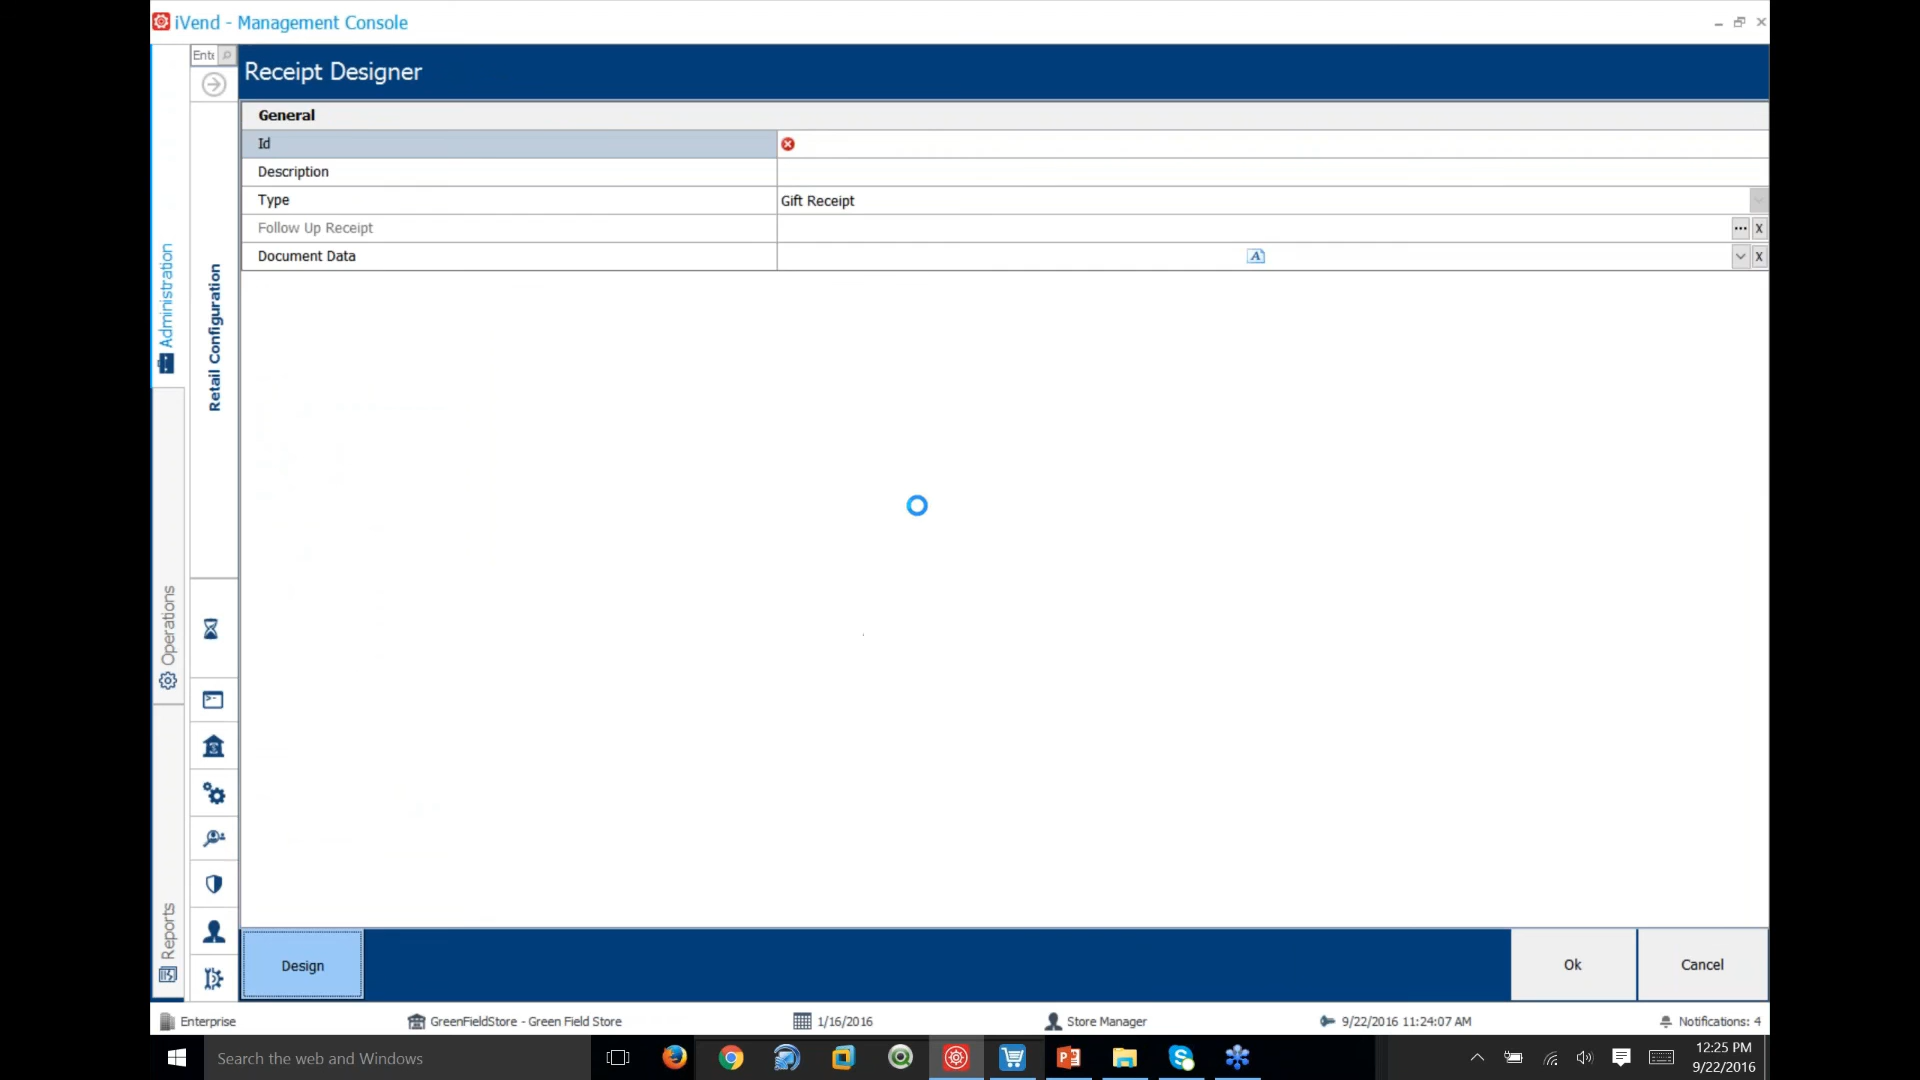 iVend - Management Console
Ente
Receipt Designer
General
Id
Description
Type
Gift Receipt
Follow Up Receipt
... X
Document Data
A
X
Administration
Retail Configuration
Operations
Reports
Design
Ok
Cancel
Enterprise
GreenFieldStore - Green Field Store
1/16/2016
Store Manager
9/22/2016 11:24:07 AM
Notifications: 4
Search the web and Windows
12:25 PM
9/22/2016